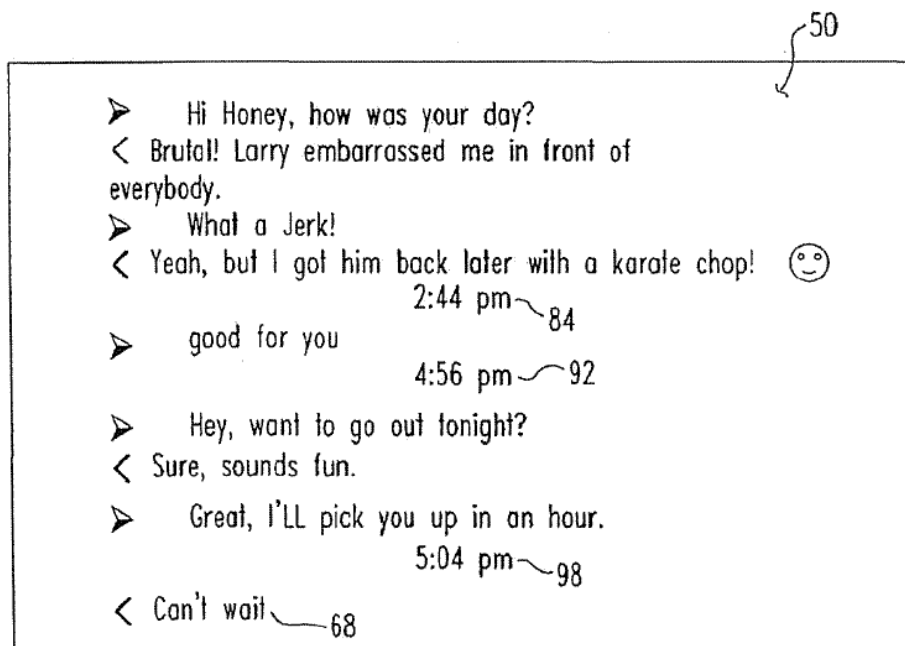 50
➢ Hi Honey, how was your day?
< Brutal! Larry embarrassed me in front of
everybody.
➢ What a Jerk!
< Yeah, but I got him back later with a karate chop! ☺
2:44 pm 84
➢ good for you
4:56 pm 92
➢ Hey, want to go out tonight?
< Sure, sounds fun.
➢ Great, I'LL pick you up in an hour.
5:04 pm 98
< Can't wait 68